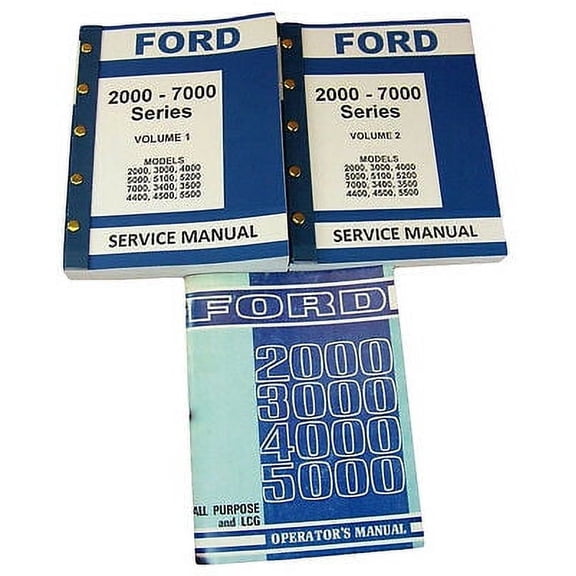 FORD
2000 - 7000
Series
VOLUME 1
MODELS
2000, 3000, 4000
5000, 5100, 5200
7000, 3400, 3500
4400, 4500, 5500
SERVICE MANUAL
FORD
2000 - 7000
Series
VOLUME 2
MODELS
2000, 3000, 4000
5000, 5100, 5200
7000, 3400, 3500
4400, 4500, 5500
SERVICE MANUAL
FORD
2000
3000
4000
5000
ALL PURPOSE
and LCG
OPERATOR'S MANUAL